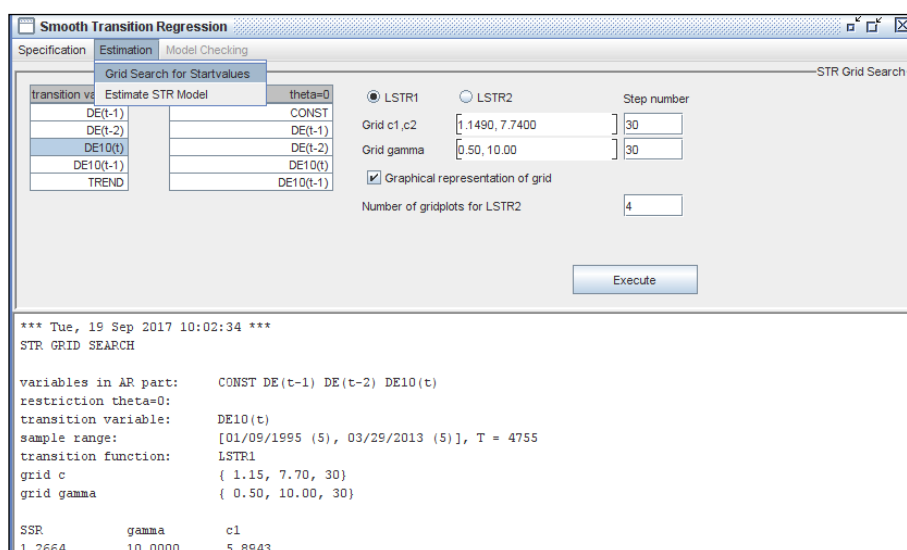 Smooth Transition Regression
Specification Estimation Model Checking
Grid Search for Startvalues
Estimate STR Model
STR Grid Search
transition va
DE(t-1)
DE(t-2)
DE10(t)
DE10(t-1)
TREND
theta=0
CONST
DE(t-1)
DE(t-2)
DE10(t)
DE10(t-1)
LSTR1 LSTR2 Step number
Grid c1,c2 [1.1490, 7.7400 ] 30
Grid gamma [0.50, 10.00 ] 30
Graphical representation of grid
Number of gridplots for LSTR2 4
Execute
*** Tue, 19 Sep 2017 10:02:34 ***
STR GRID SEARCH
variables in AR part: CONST DE(t-1) DE(t-2) DE10(t)
restriction theta=0:
transition variable: DE10(t)
sample range: [01/09/1995 (5), 03/29/2013 (5)], T = 4755
transition function: LSTR1
grid c { 1.15, 7.70, 30}
grid gamma { 0.50, 10.00, 30}
SSR gamma c1
1.2664 10.0000 5.8943